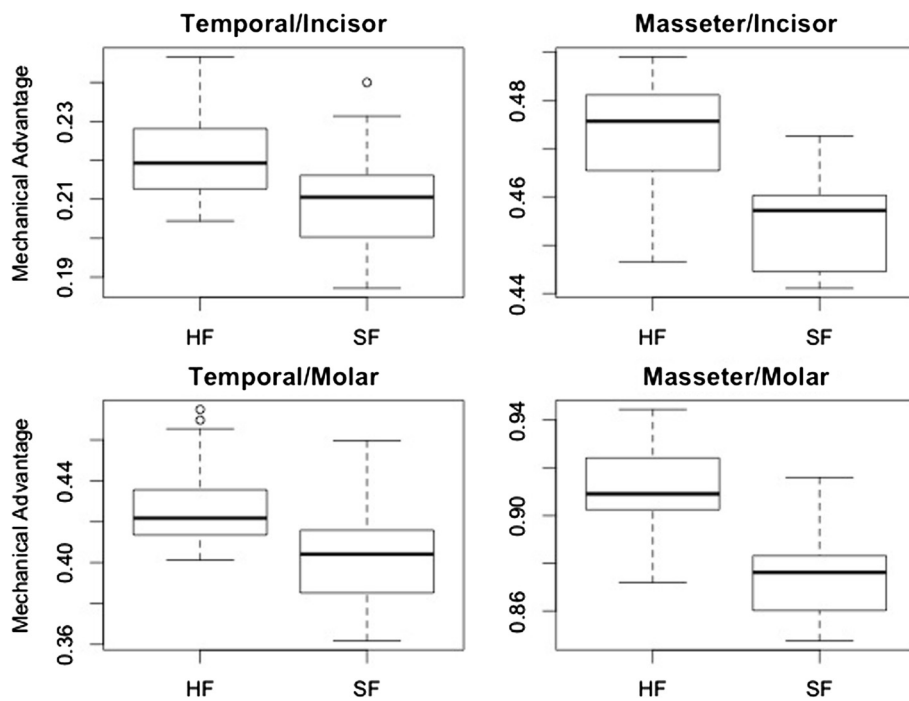 Temporal/Incisor
Mechanical Advantage
0.23
0.21
0.19
HF SF
Masseter/Incisor
0.48
0.46
0.44
HF SF
Temporal/Molar
Mechanical Advantage
0.44
0.40
0.36
HF SF
Masseter/Molar
0.94
0.90
0.86
HF SF